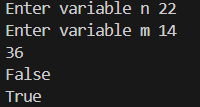 Enter variable n 22
Enter variable m 14
36
False
True